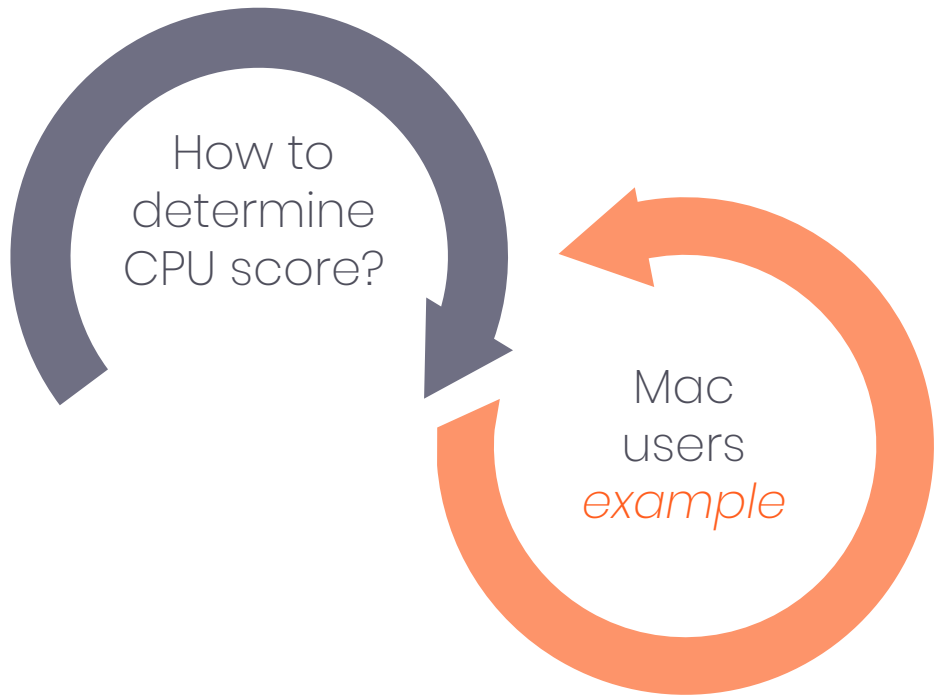 How to
determine
CPU score?
Mac
users
example